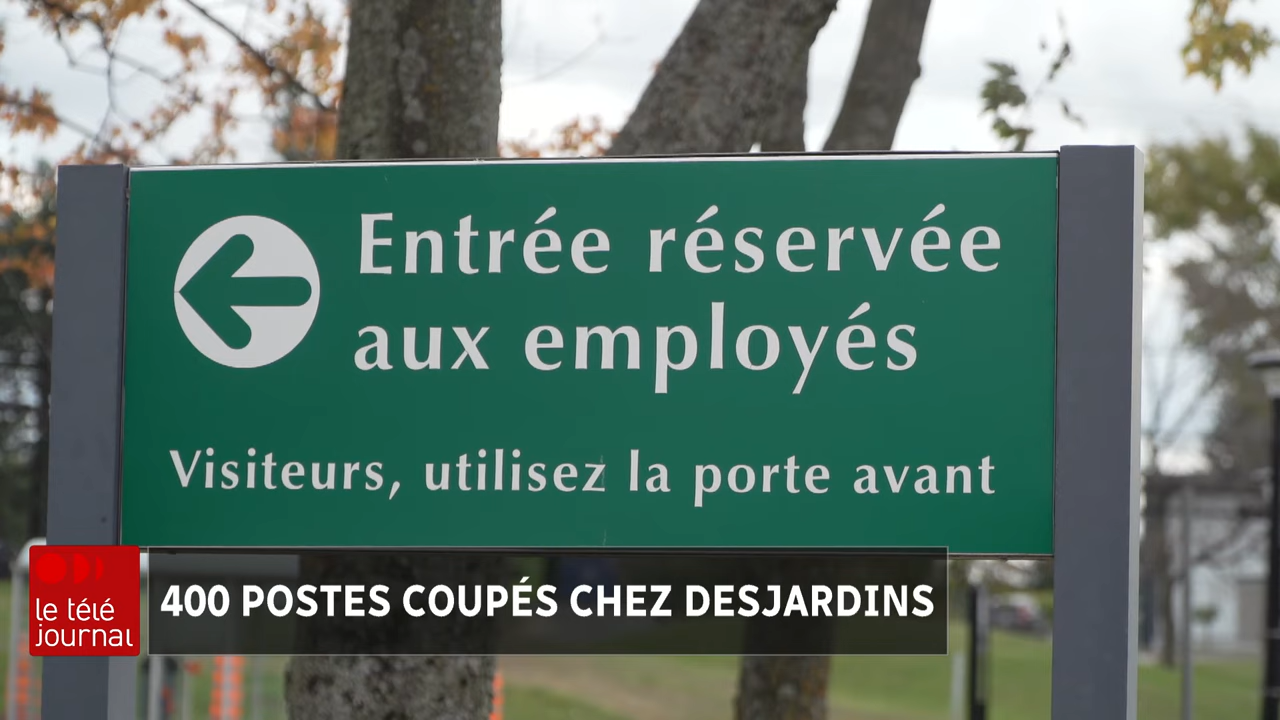 Entrée réservée
aux employés
Visiteurs, utilisez la porte avant
le télé
journal
400 POSTES COUPÉS CHEZ DESJARDINS